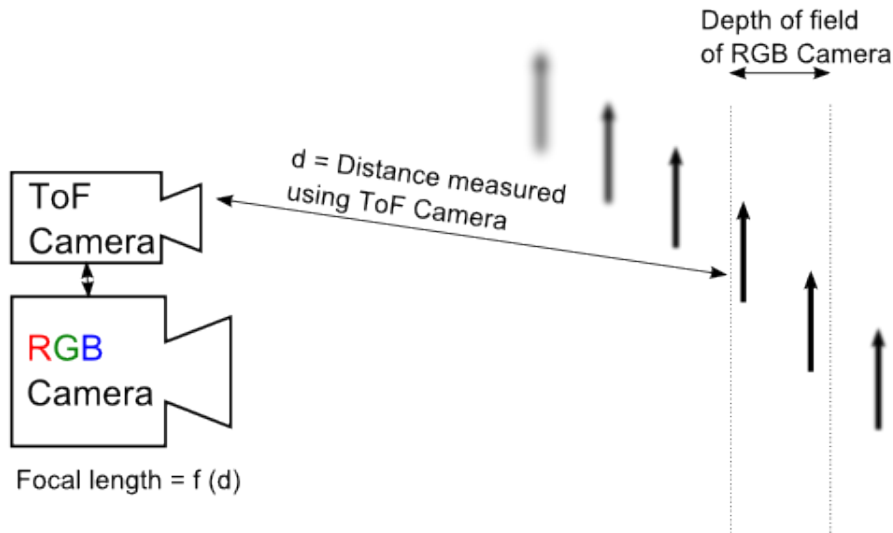 Depth of field
of RGB Camera
d = Distance measured
using ToF Camera
ToF
Camera
RGB
Camera
Focal length = f (d)